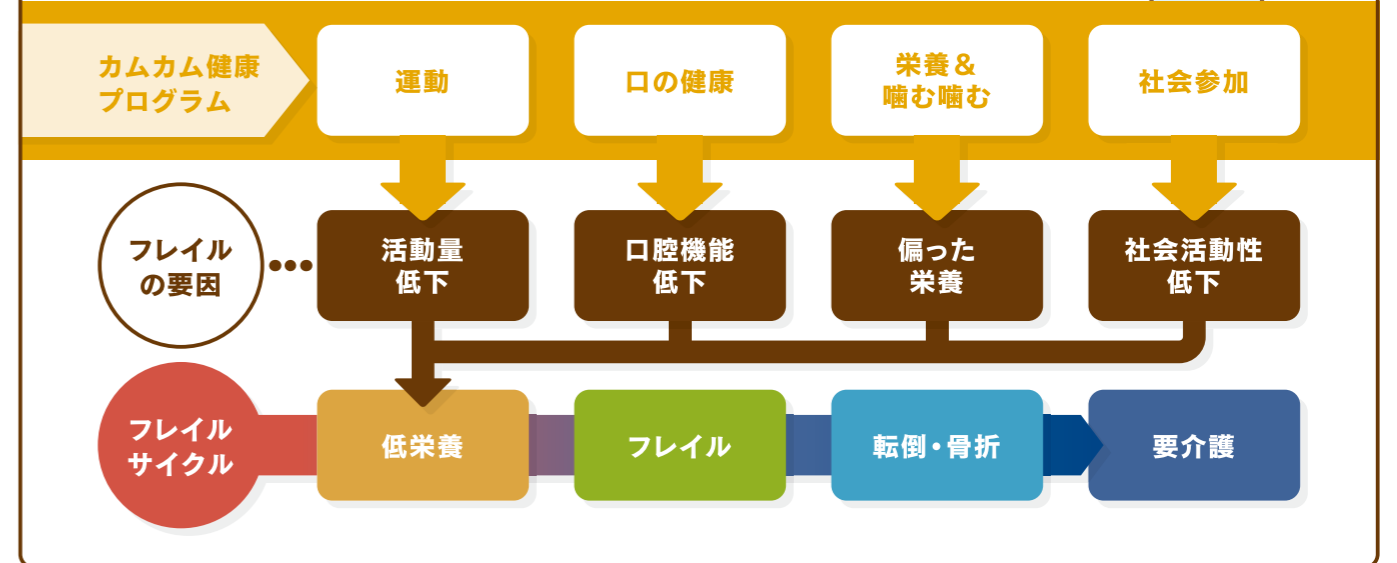 カムカム健康
プログラム
運動
口の健康
栄養＆
噛む噛む
社会参加
フレイル
の要因
活動量
低下
口腔機能
低下
偏った
栄養
社会活動性
低下
フレイル
サイクル
低栄養
フレイル
転倒・骨折
要介護